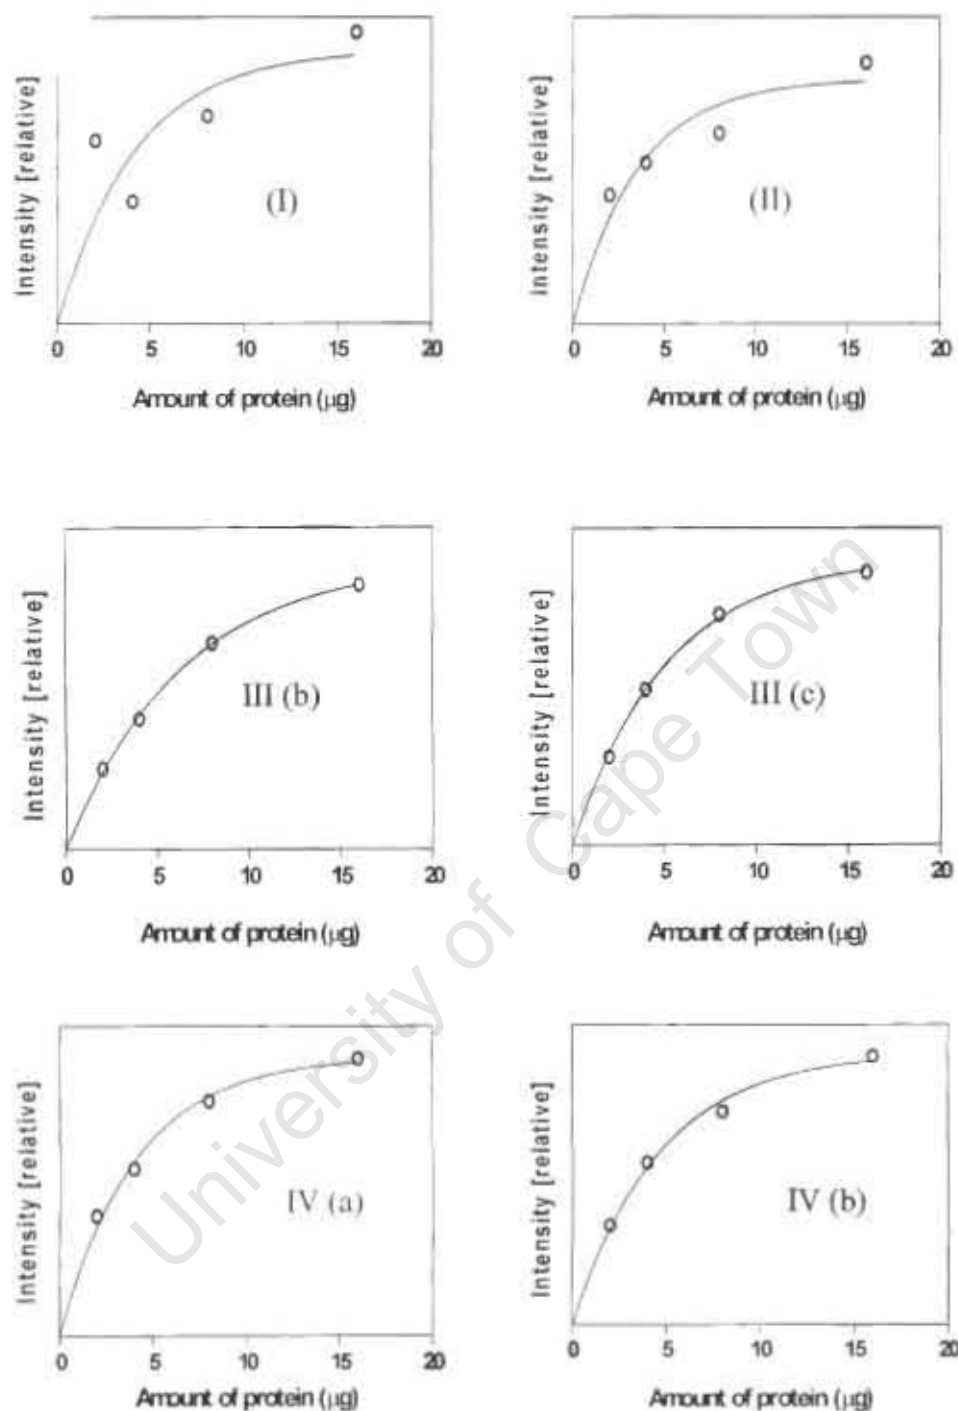 Intensity [relative]
(I)
0 5 10 15 20
Amount of protein (µg)
Intensity [relative]
(II)
0 5 10 15 20
Amount of protein (µg)
Intensity [relative]
III (b)
0 5 10 15 20
Amount of protein (µg)
Intensity [relative]
III (c)
0 5 10 15 20
Amount of protein (µg)
Intensity [relative]
IV (a)
0 5 10 15 20
Amount of protein (µg)
Intensity [relative]
IV (b)
0 5 10 15 20
Amount of protein (µg)
University of Cape Town